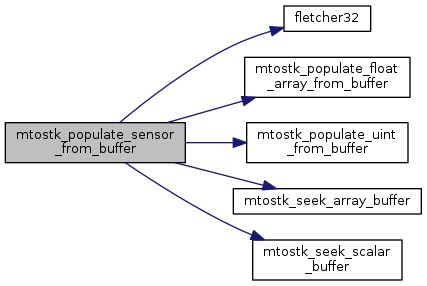 fletcher32
mtostk_populate_float
_array_from_buffer
mtostk_populate_sensor
_from_buffer
mtostk_populate_uint
_from_buffer
mtostk_seek_array_buffer
mtostk_seek_scalar
_buffer